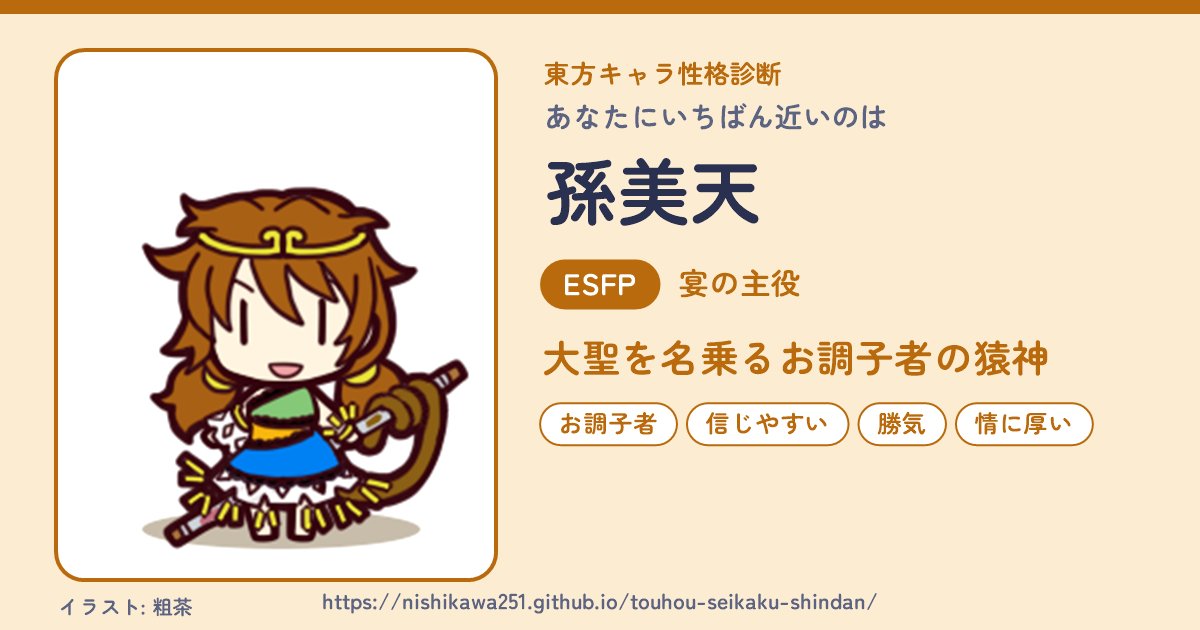 東方キャラ性格診断
あなたにいちばん近いのは
孫美天
ESFP 宴の主役
大聖を名乗るお調子者の猿神
お調子者 信じやすい 勝気 情に厚い
イラスト: 粗茶
https://nishikawa251.github.io/touhou-seikaku-shindan/